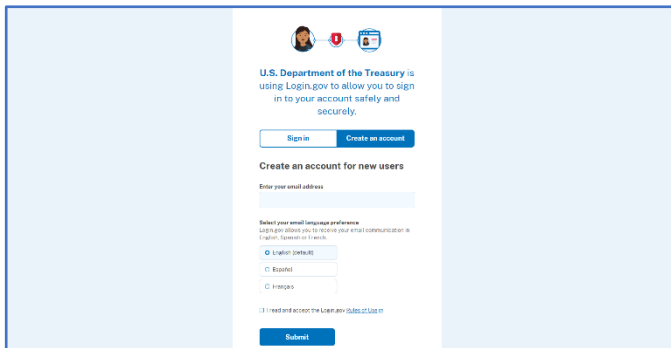 U.S. Department of the Treasury is
using Login.gov to allow you to sign
in to your account safely and
securely.
Sign in
Create an account
Create an account for new users
Enter your email address
Select your email language preference
Login.gov allows you to receive your email communication in
English, Spanish or French.
English (default)
Español
Français
I read and accept the Login.gov Rules of Use
Submit